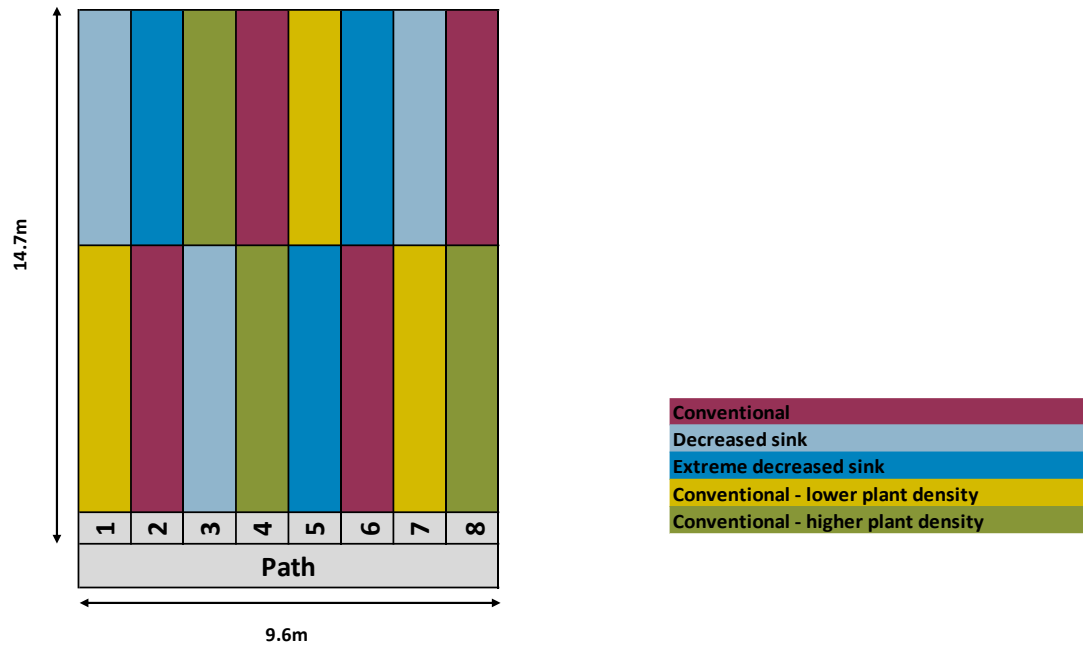 14.7m
1 2 3 4 5 6 7 8
Path
9.6m
Conventional
Decreased sink
Extreme decreased sink
Conventional - lower plant density
Conventional - higher plant density